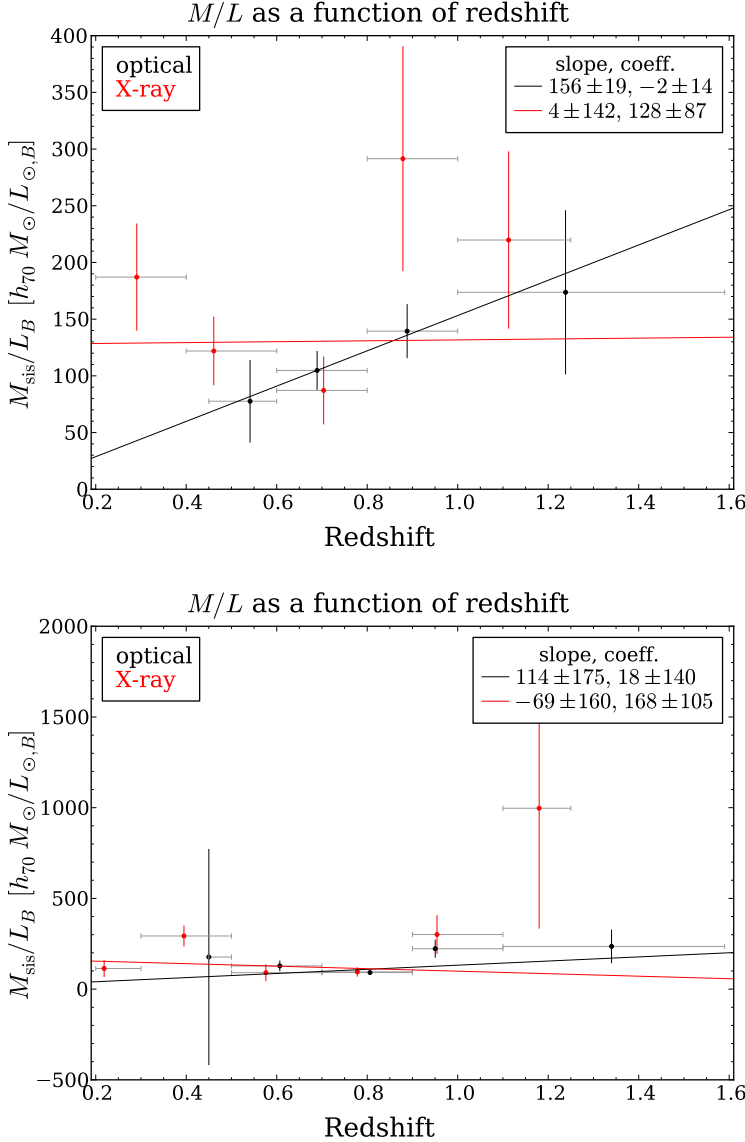 M/L as a function of redshift
400
350
300
250
200
150
100
50
0
M_sis/L_B [h_70 M_⊙/L_⊙,B]
optical
X-ray
slope, coeff.
156±19, −2±14
4±142, 128±87
0.2 0.4 0.6 0.8 1.0 1.2 1.4 1.6
Redshift
M/L as a function of redshift
2000
1500
1000
500
0
−500
M_sis/L_B [h_70 M_⊙/L_⊙,B]
optical
X-ray
slope, coeff.
114±175, 18±140
−69±160, 168±105
0.2 0.4 0.6 0.8 1.0 1.2 1.4 1.6
Redshift